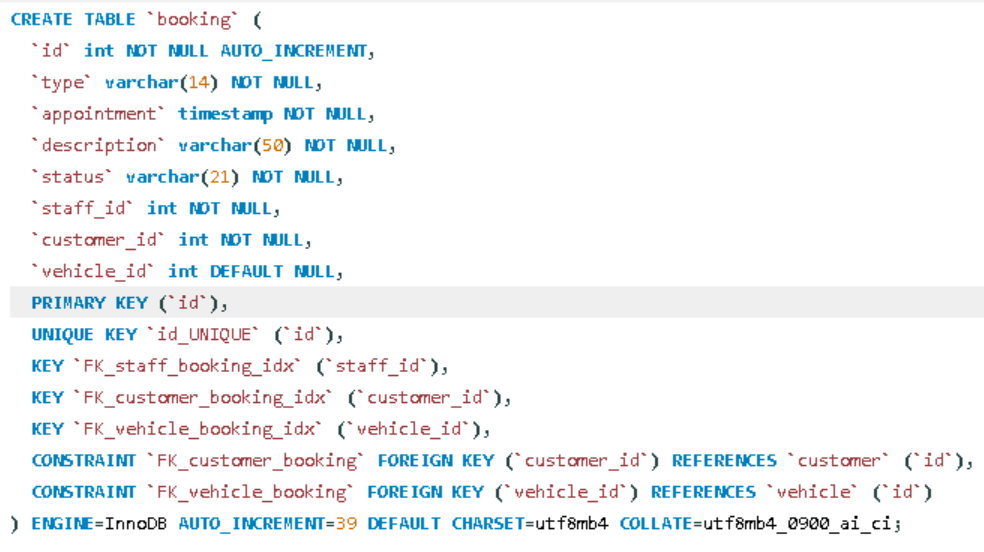 CREATE TABLE `booking` (
`id` int NOT NULL AUTO_INCREMENT,
`type` varchar(14) NOT NULL,
`appointment` timestamp NOT NULL,
`description` varchar(50) NOT NULL,
`status` varchar(21) NOT NULL,
`staff_id` int NOT NULL,
`customer_id` int NOT NULL,
`vehicle_id` int DEFAULT NULL,
PRIMARY KEY (`id`),
UNIQUE KEY `id_UNIQUE` (`id`),
KEY `FK_staff_booking_idx` (`staff_id`),
KEY `FK_customer_booking_idx` (`customer_id`),
KEY `FK_vehicle_booking_idx` (`vehicle_id`),
CONSTRAINT `FK_customer_booking` FOREIGN KEY (`customer_id`) REFERENCES `customer` (`id`),
CONSTRAINT `FK_vehicle_booking` FOREIGN KEY (`vehicle_id`) REFERENCES `vehicle` (`id`)
) ENGINE=InnoDB AUTO_INCREMENT=39 DEFAULT CHARSET=utf8mb4 COLLATE=utf8mb4_0900_ai_ci;